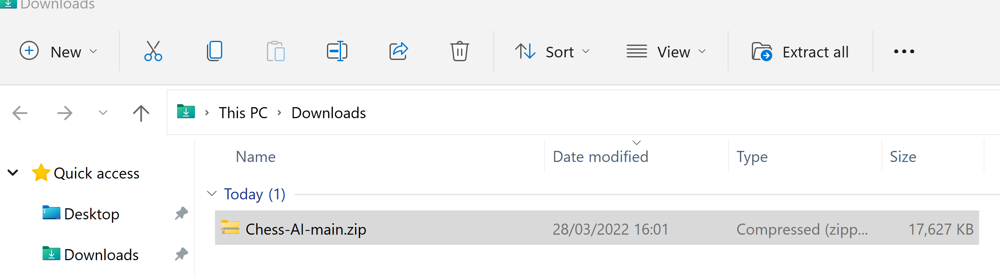 Downloads
New Sort View Extract all
This PC Downloads
Name Date modified Type Size
Quick access
Today (1)
Desktop
Chess-AI-main.zip 28/03/2022 16:01 Compressed (zipp... 17,627 KB
Downloads